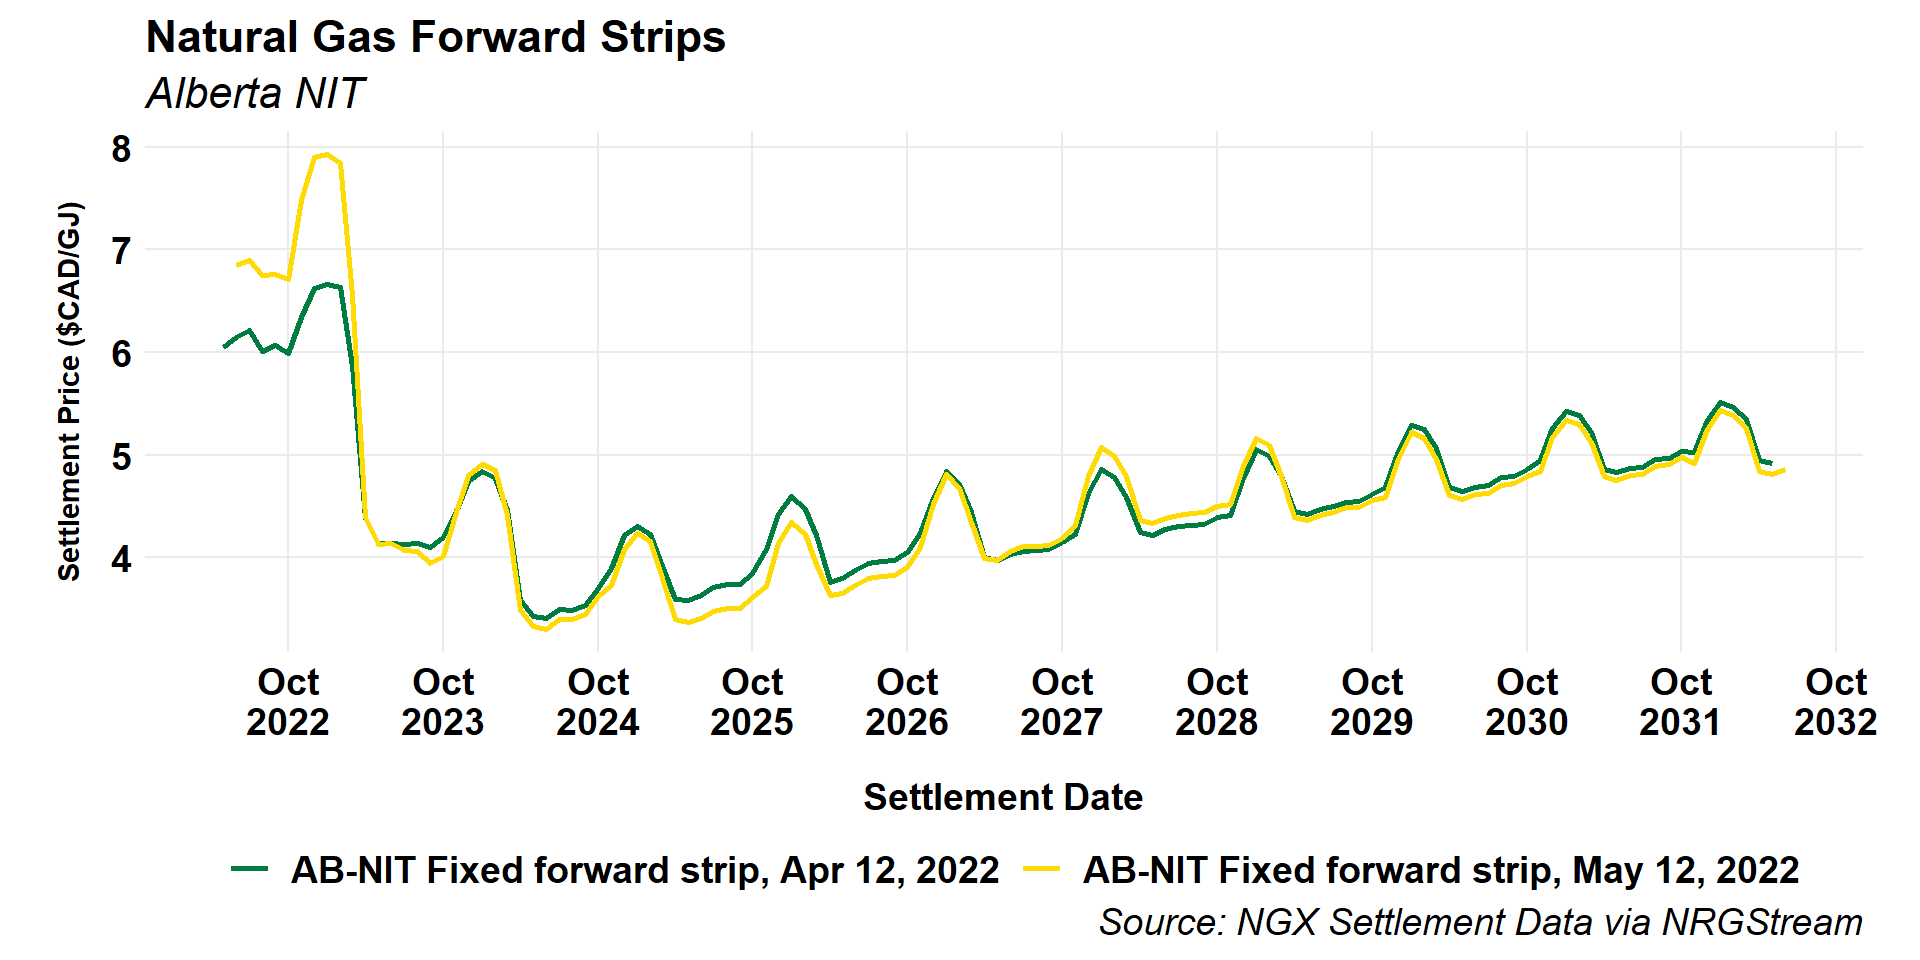 Natural Gas Forward Strips
Alberta NIT
Settlement Price ($CAD/GJ)
8
7
6
5
4
Oct 2022
Oct 2023
Oct 2024
Oct 2025
Oct 2026
Oct 2027
Oct 2028
Oct 2029
Oct 2030
Oct 2031
Oct 2032
Settlement Date
AB-NIT Fixed forward strip, Apr 12, 2022
AB-NIT Fixed forward strip, May 12, 2022
Source: NGX Settlement Data via NRGStream